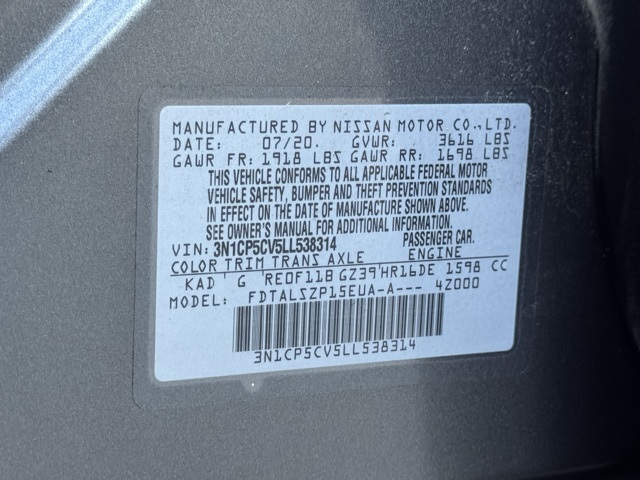 MANUFACTURED BY NISSAN MOTOR CO.,LTD.
DATE: 07/20. GVWR: 3616 LBS
GAWR FR: 1918 LBS GAWR RR: 1698 LBS
THIS VEHICLE CONFORMS TO ALL APPLICABLE FEDERAL MOTOR
VEHICLE SAFETY, BUMPER AND THEFT PREVENTION STANDARDS
IN EFFECT ON THE DATE OF MANUFACTURE SHOWN ABOVE.
SEE OWNER'S MANUAL FOR ADDITIONAL INFORMATION.
VIN: 3N1CP5CV5LL538314 PASSENGER CAR.
COLOR TRIM TRANS AXLE ENGINE
KAD G RE0F11B GZ39 HR16DE 1598 CC
MODEL: FDTALSZP15EUA-A--- 4Z000
3N1CP5CV5LL538314